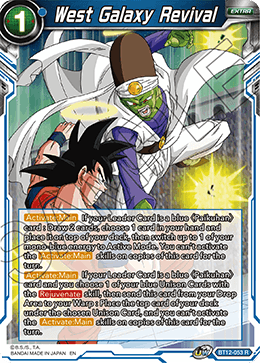 1
West Galaxy Revival
EXTRA
Activate:Main If your Leader Card is a blue 《Paikuhan》
card : Draw 2 cards, choose 1 card in your hand and
place it on top of your deck, then switch up to 1 of your
mono-blue energy to Active Mode. You can't activate
the Activate:Main skills on copies of this card for the
turn.
Activate:Main If your Leader Card is a blue 《Paikuhan》
card and you choose 1 of your blue Unison Cards with
the Rejuvenate skill, then send this card from your Drop
Area to your Warp : Place the top card of your deck
under the chosen Unison Card, and you can't activate
the Activate:Main skills on copies of this card for the
turn.
©B.S./S., T.A.
BANDAI MADE IN JAPAN EN
BT12-053 R